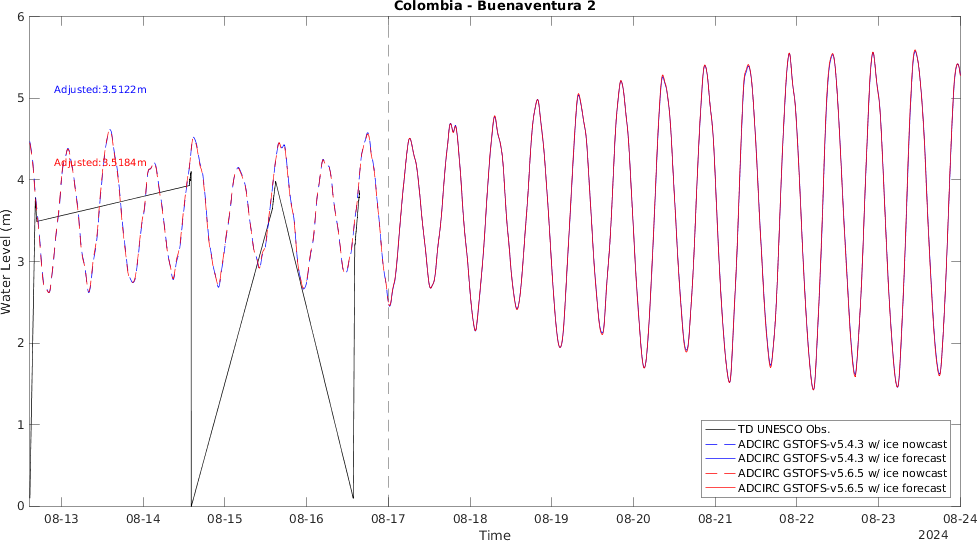 Colombia - Buenaventura 2
6
5
4
3
2
1
0
Water Level (m)
Adjusted:3.5122m
Adjusted:3.5184m
TD UNESCO Obs.
ADCIRC GSTOFS-v5.4.3 w/ ice nowcast
ADCIRC GSTOFS-v5.4.3 w/ ice forecast
ADCIRC GSTOFS-v5.6.5 w/ ice nowcast
ADCIRC GSTOFS-v5.6.5 w/ ice forecast
08-13 08-14 08-15 08-16 08-17 08-18 08-19 08-20 08-21 08-22 08-23 08-24
Time
2024